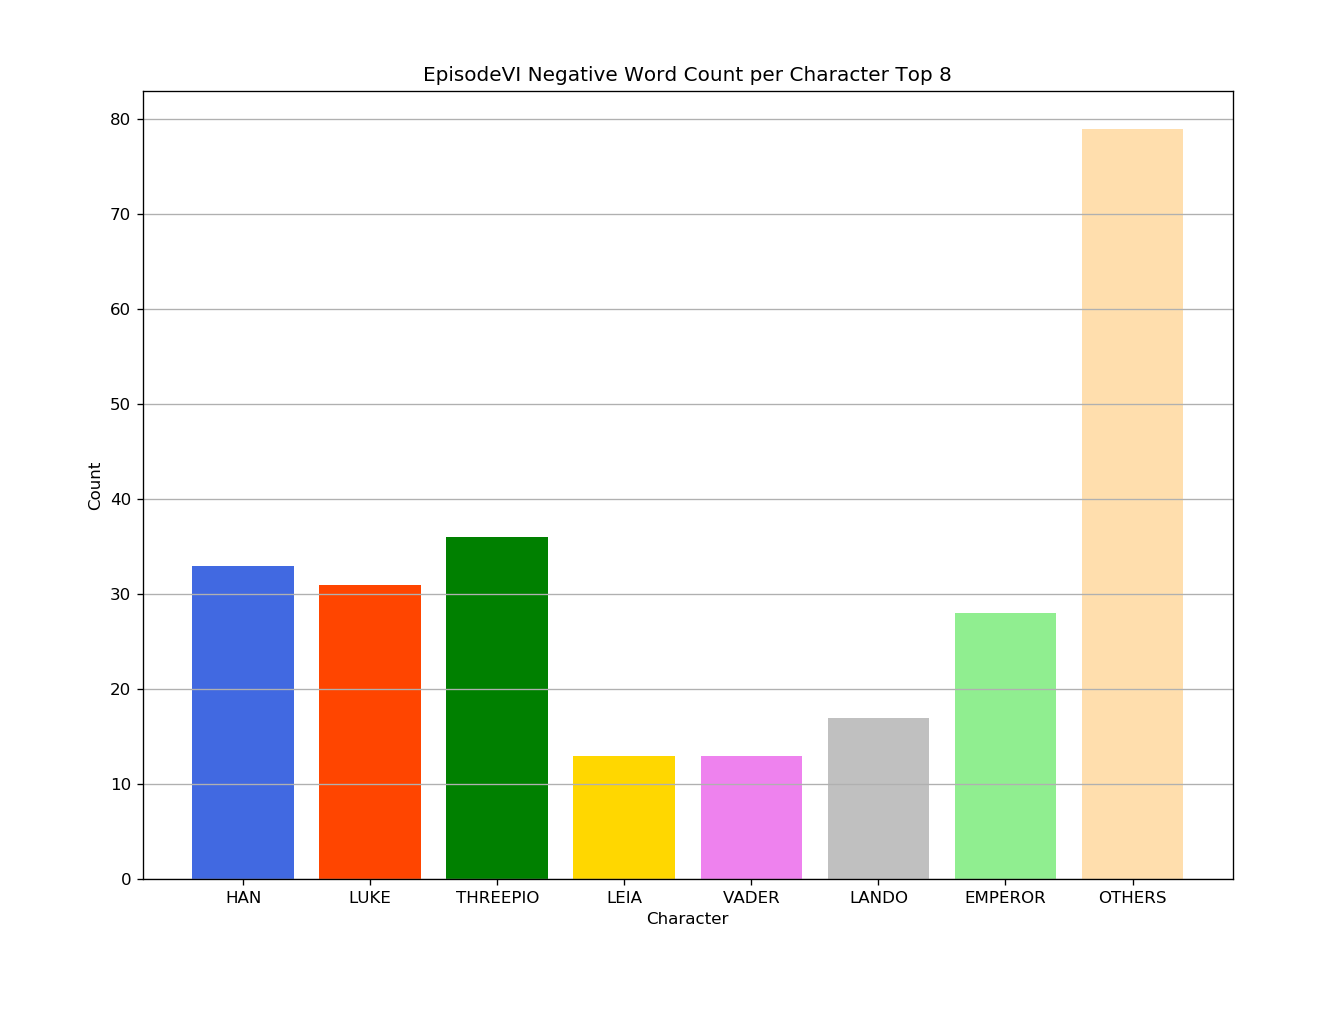 EpisodeVI Negative Word Count per Character Top 8
80
70
60
50
40
30
20
10
0
Count
HAN LUKE THREEPIO LEIA VADER LANDO EMPEROR OTHERS
Character